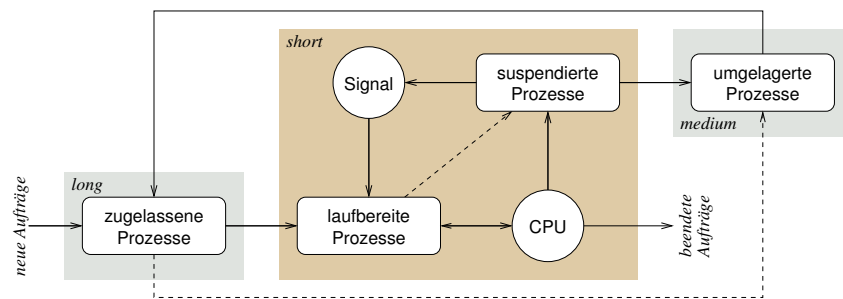 short
Signal
suspendierte
Prozesse
umgelagerte
Prozesse
medium
neue Aufträge
long
zugelassene
Prozesse
laufbereite
Prozesse
CPU
beendete
Aufträge